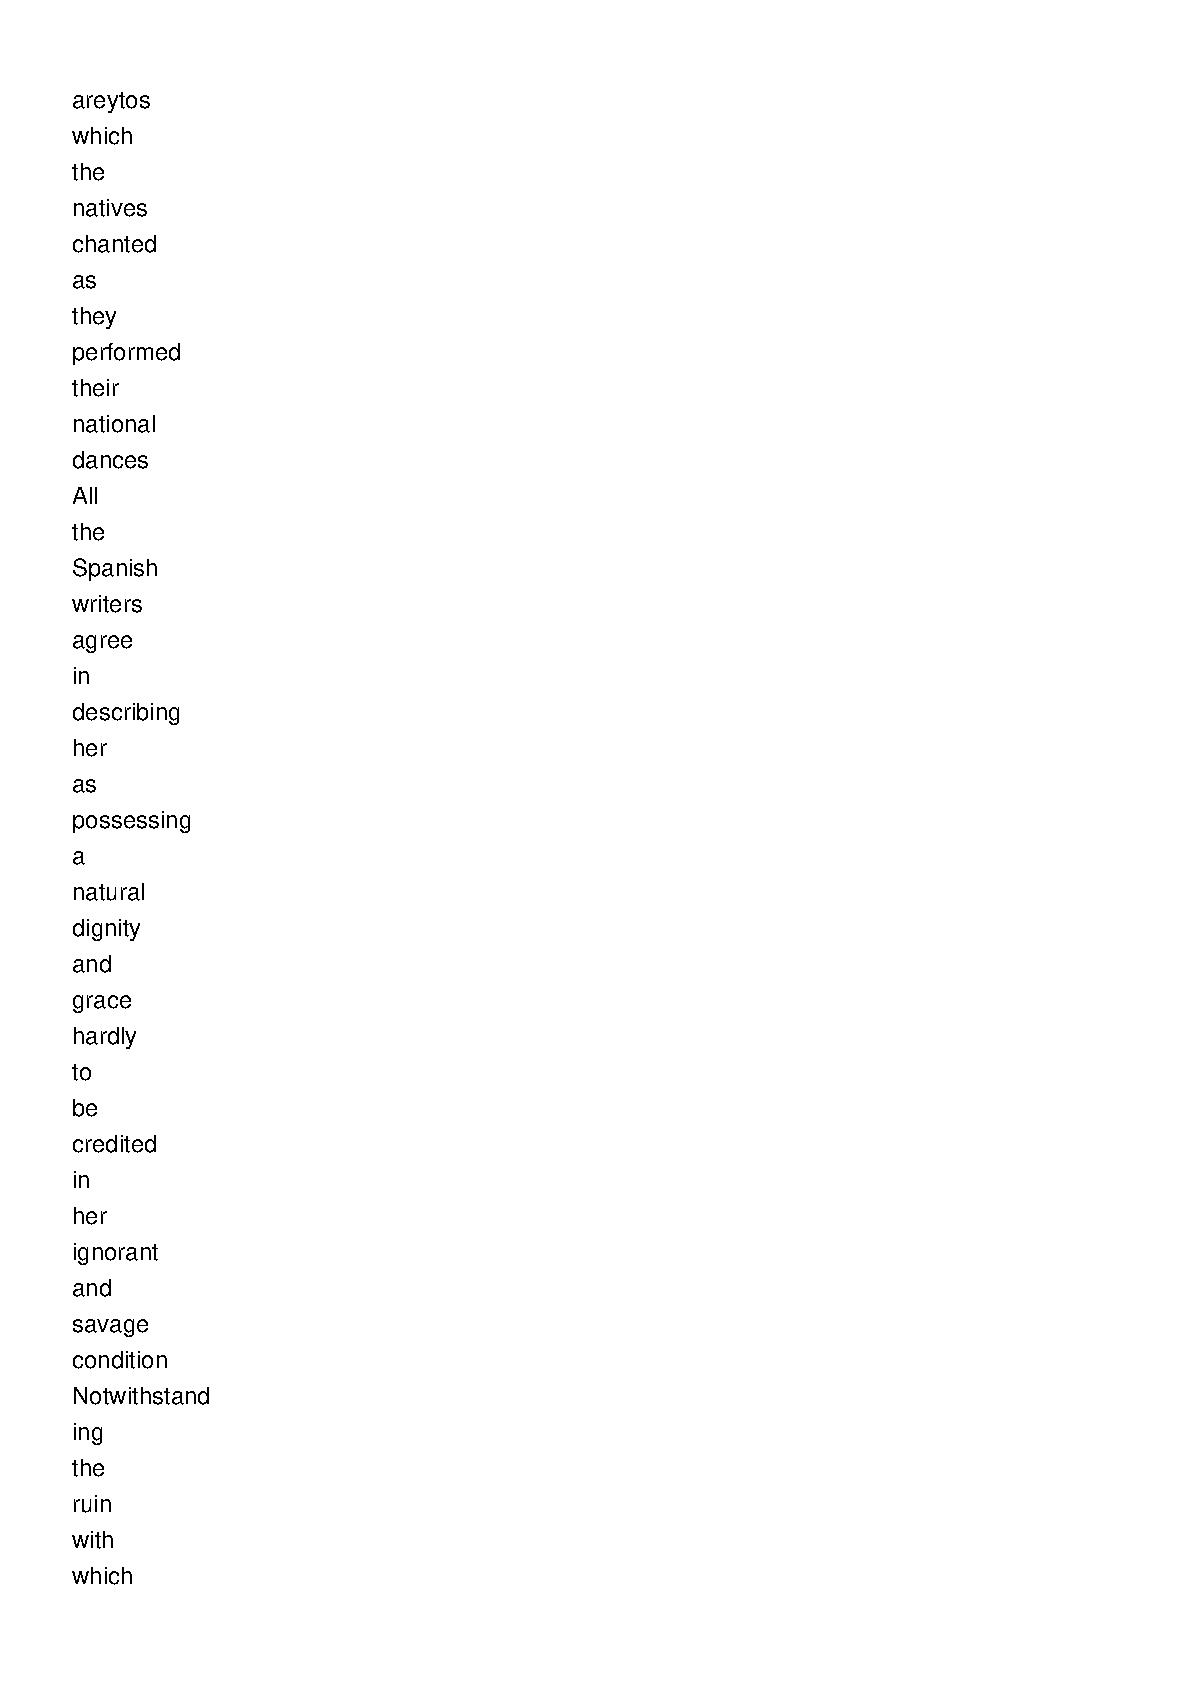 areytos
which
the
natives
chanted
as
they
performed
their
national
dances
All
the
Spanish
writers
agree
in
describing
her
as
possessing
a
natural
dignity
and
grace
hardly
to
be
credited
in
her
ignorant
and
savage
condition
Notwithstand
ing
the
ruin
with
which